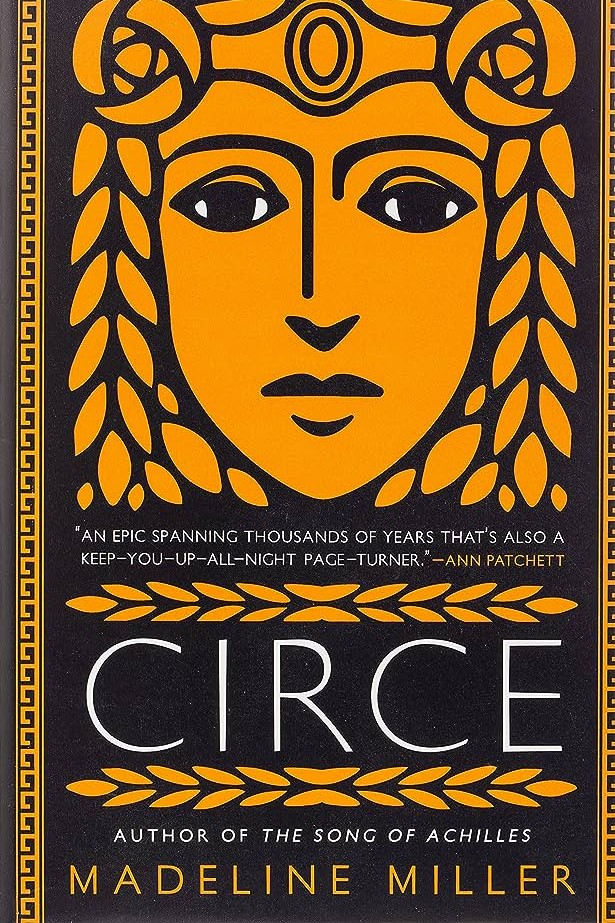 "AN EPIC SPANNING THOUSANDS OF YEARS THAT'S ALSO A
KEEP-YOU-UP-ALL-NIGHT PAGE-TURNER." —ANN PATCHETT
CIRCE
AUTHOR OF THE SONG OF ACHILLES
MADELINE MILLER